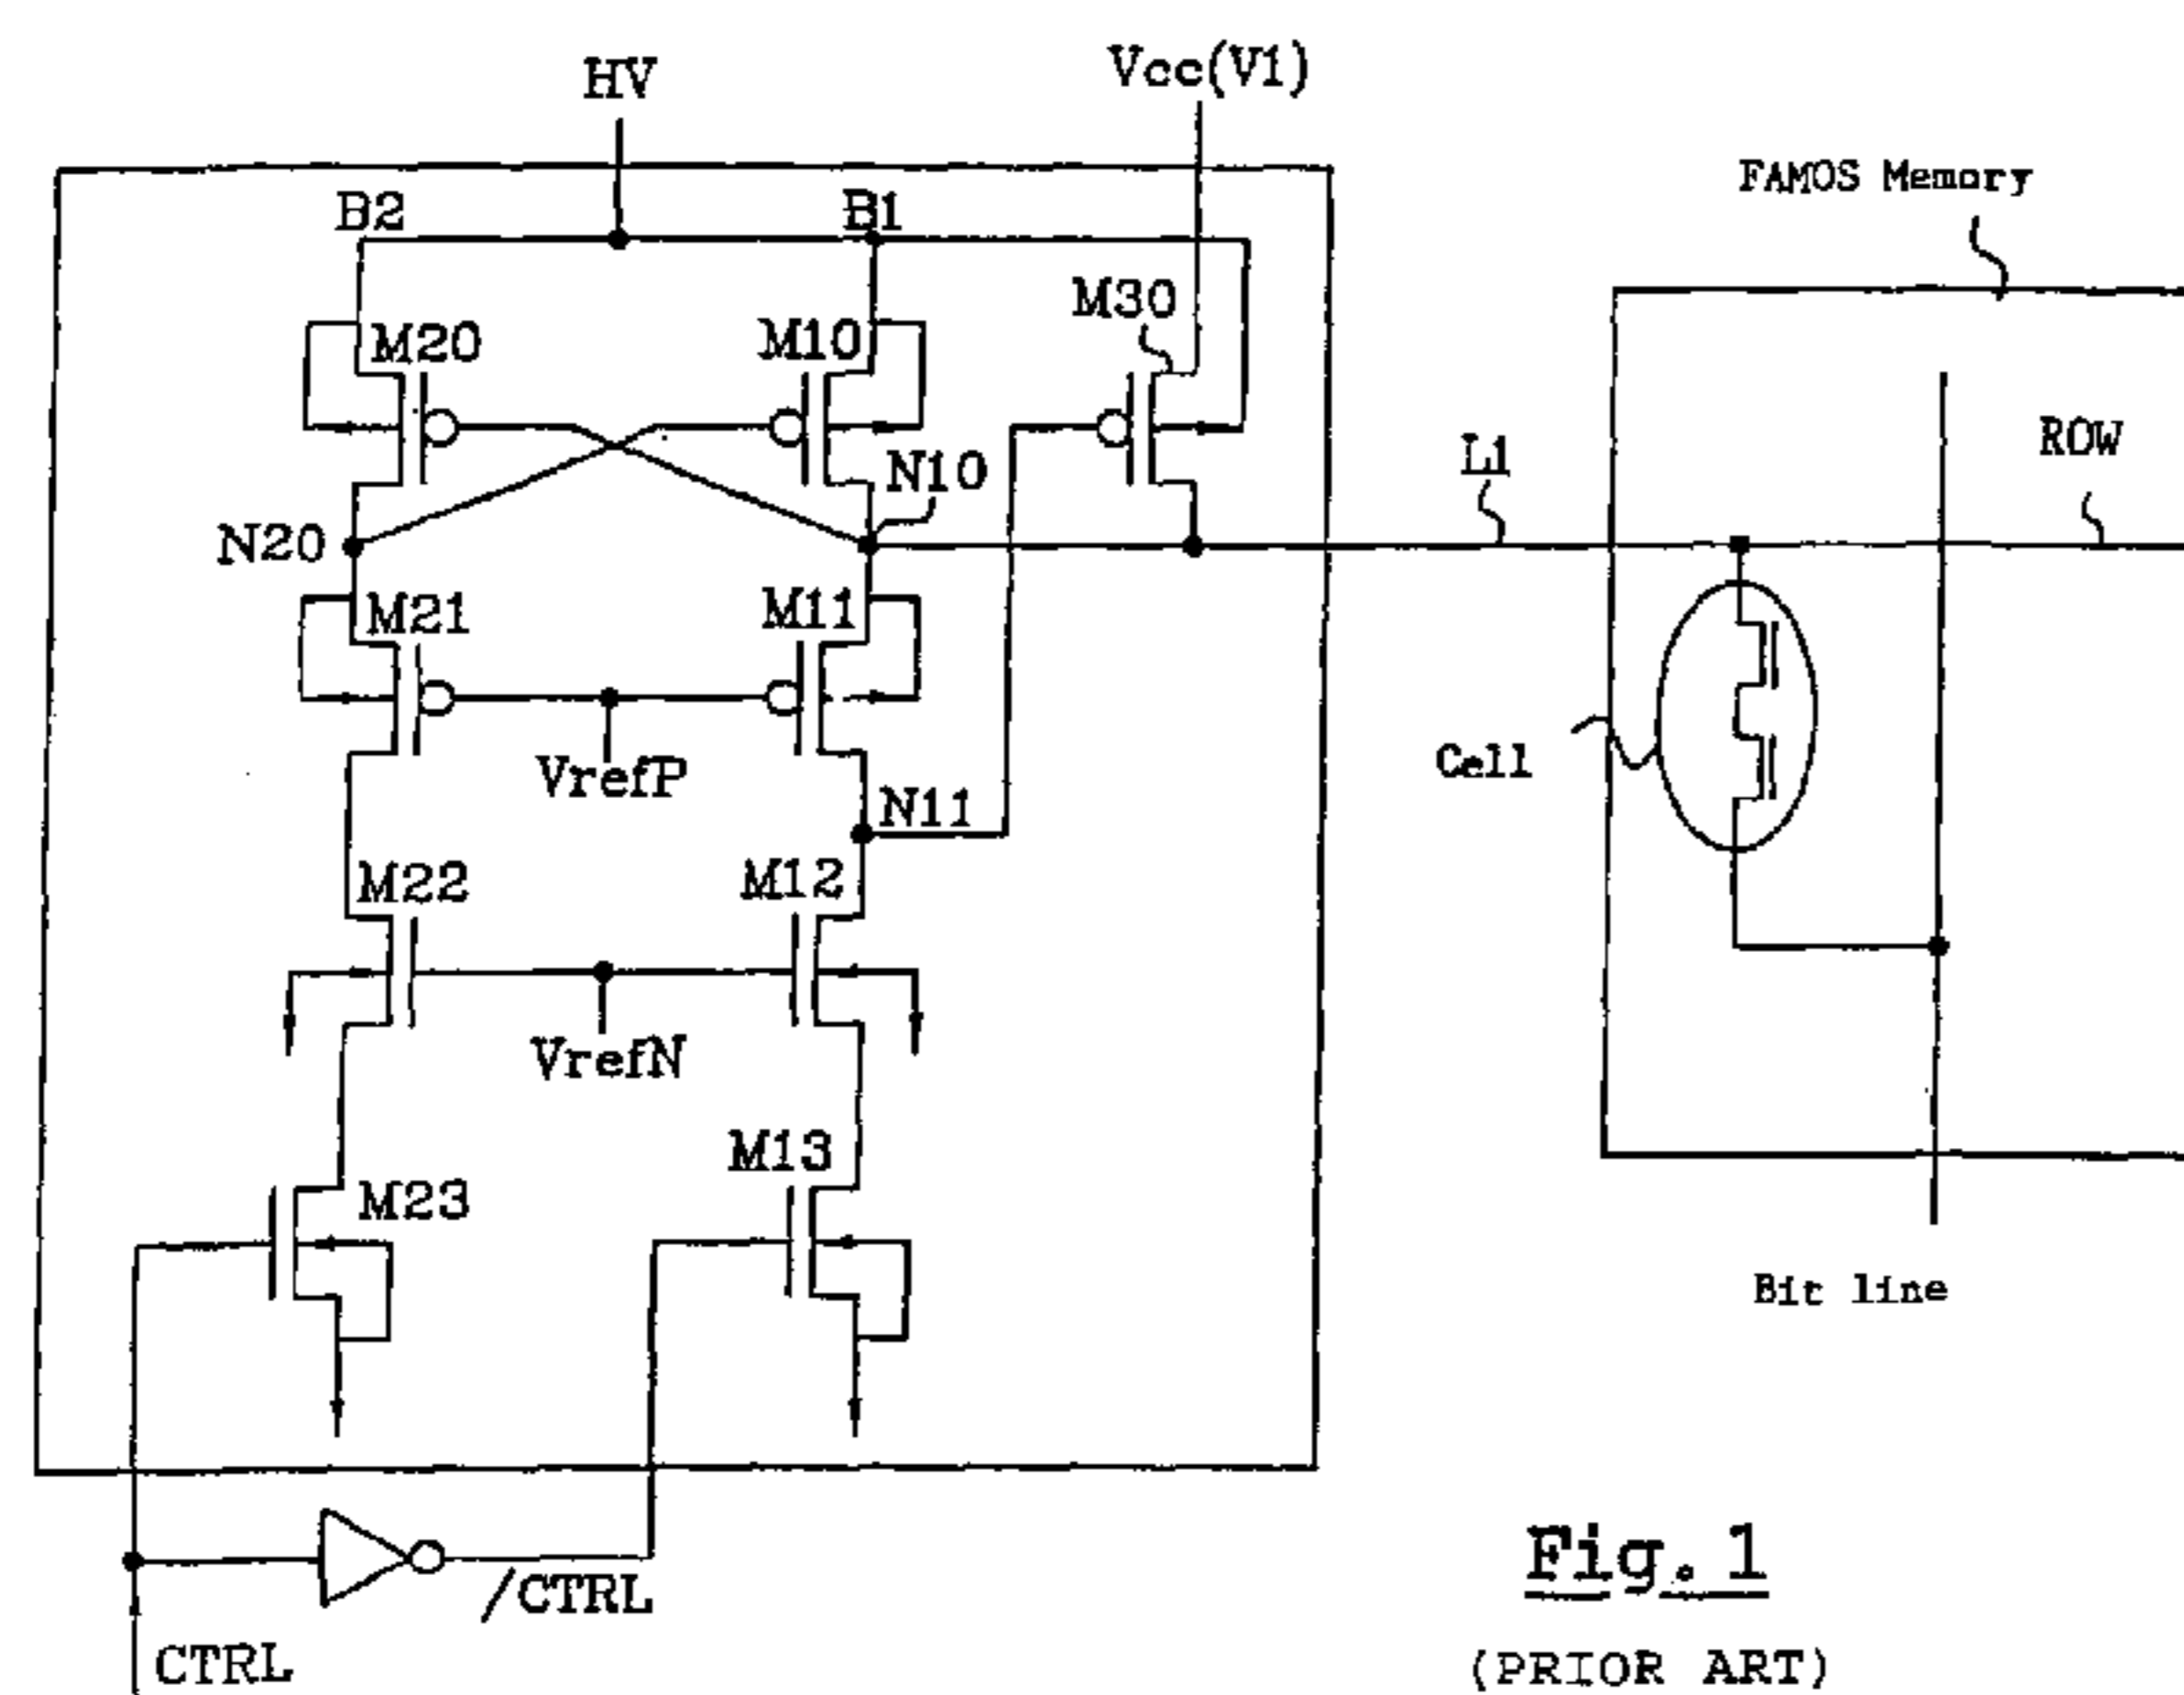 HV
Vcc(V1)
FAMOS Memory
B2
B1
M30
M20
M10
ROW
L1
N10
N20
M21
M11
VrefP
Cell
N11
M22
M12
VrefN
M13
M23
Bit line
/CTRL
CTRL
Fig. 1
(PRIOR ART)